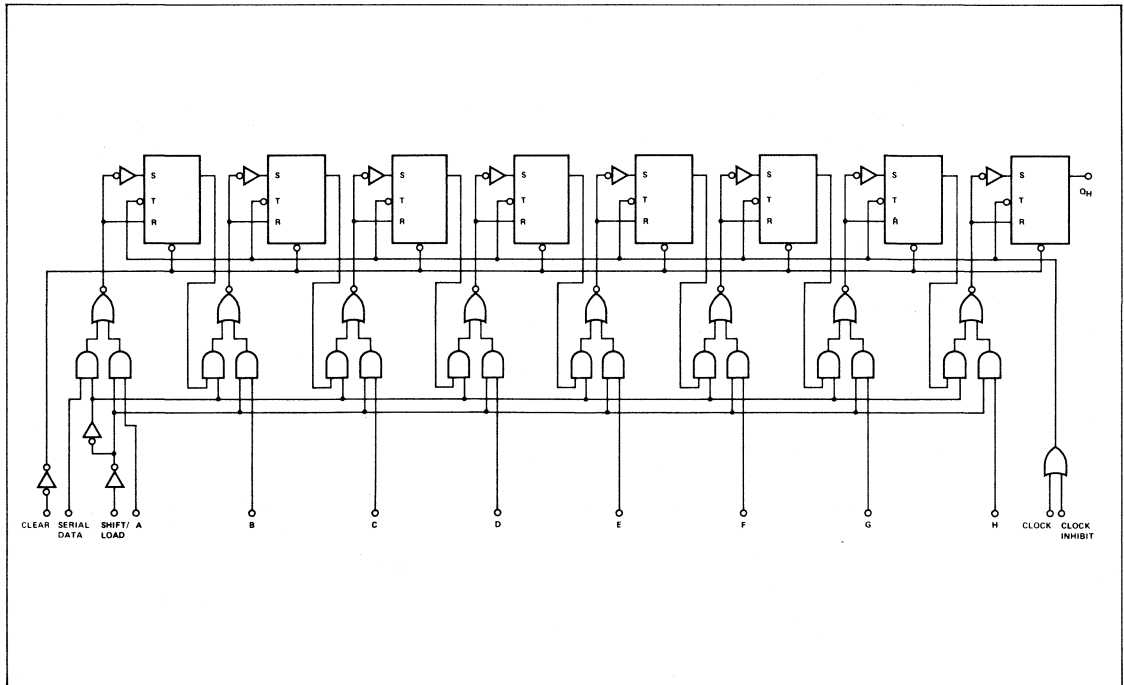 S S S S S S S S
T T T T T T T T
R R R R R R R R
QH
CLEAR
SERIAL DATA
SHIFT/ LOAD
A
B
C
D
E
F
G
H
CLOCK
CLOCK INHIBIT